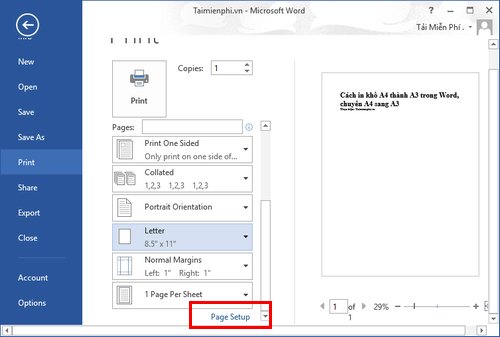 Taimienphi.vn - Microsoft Word
?
Tải Miễn Phí .
New
Open
Save
Save As
Print
Share
Export
Close
Account
Options
Print
Copies: 1
Pages:
Print One Sided
Only print on one side of...
Collated
1,2,3 1,2,3 1,2,3
Portrait Orientation
Letter
8.5" x 11"
Normal Margins
Left: 1" Right: 1"
1 Page Per Sheet
Page Setup
Cách in khổ A4 thành A3 trong Word,
chuyển A4 sang A3
1 of 1
29%